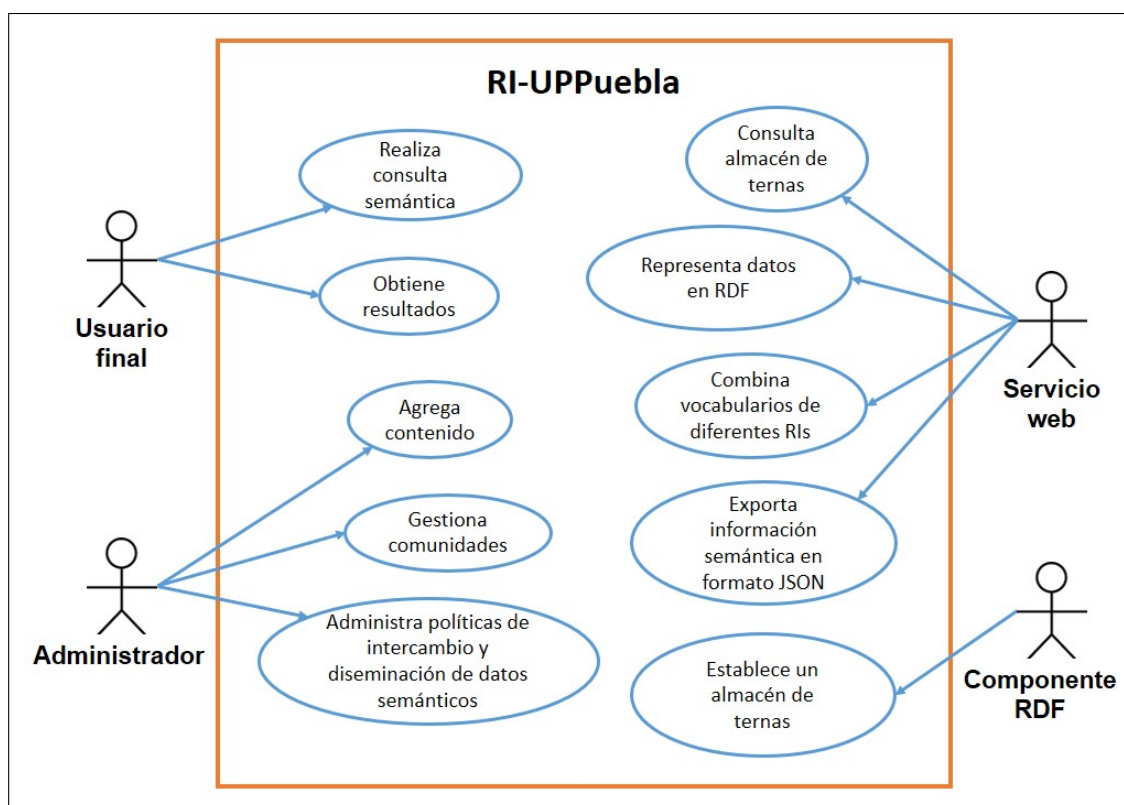 RI-UPPuebla
Realiza
consulta
semántica
Obtiene
resultados
Usuario
final
Agrega
contenido
Gestiona
comunidades
Administra políticas de
intercambio y
diseminación de datos
semánticos
Administrador
Consulta
almacén de
ternas
Representa datos
en RDF
Combina
vocabularios de
diferentes RIs
Exporta
información
semántica en
formato JSON
Servicio
web
Establece un
almacén de
ternas
Componente
RDF